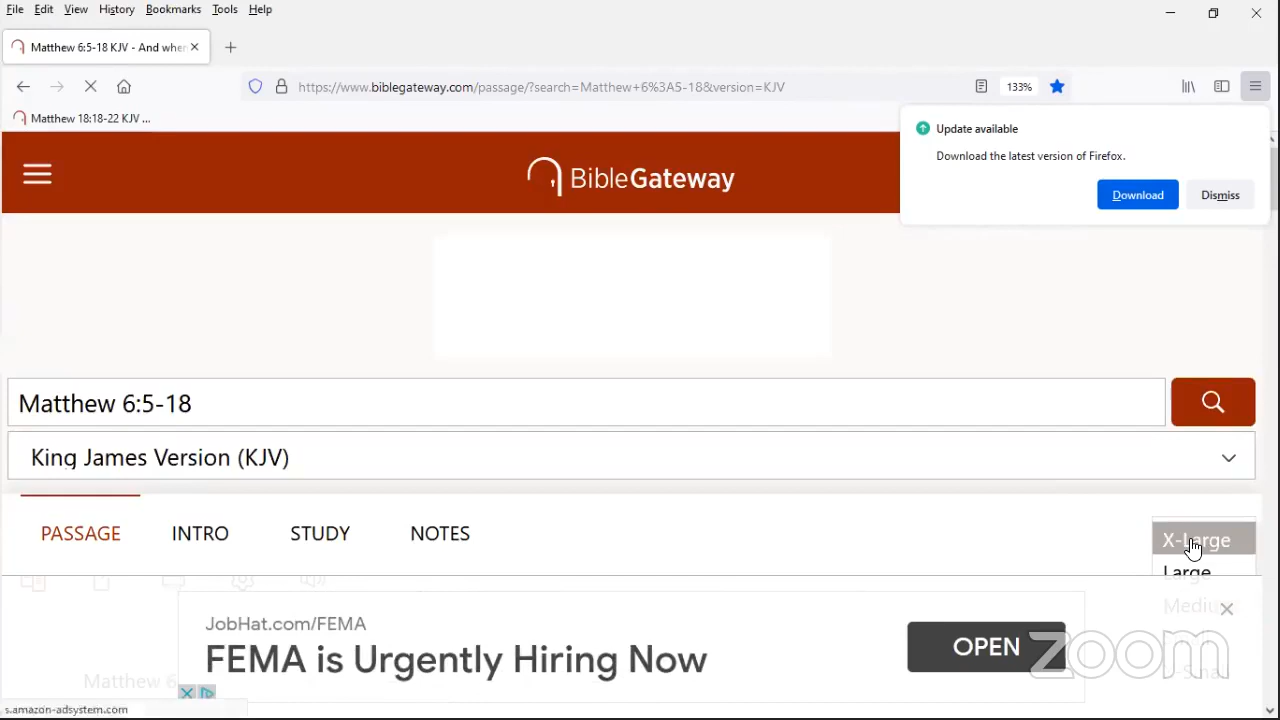 File Edit View History Bookmarks Tools Help
Matthew 6:5-18 KJV - And when
https://www.biblegateway.com/passage/?search=Matthew+6%3A5-18&version=KJV
133%
Matthew 18:18-22 KJV ...
Update available
Download the latest version of Firefox.
Download Dismiss
BibleGateway
Matthew 6:5-18
King James Version (KJV)
PASSAGE INTRO STUDY NOTES
X-Large
Large
Medium
JobHat.com/FEMA
FEMA is Urgently Hiring Now
OPEN
zoom
Matthew 6
s.amazon-adsystem.com